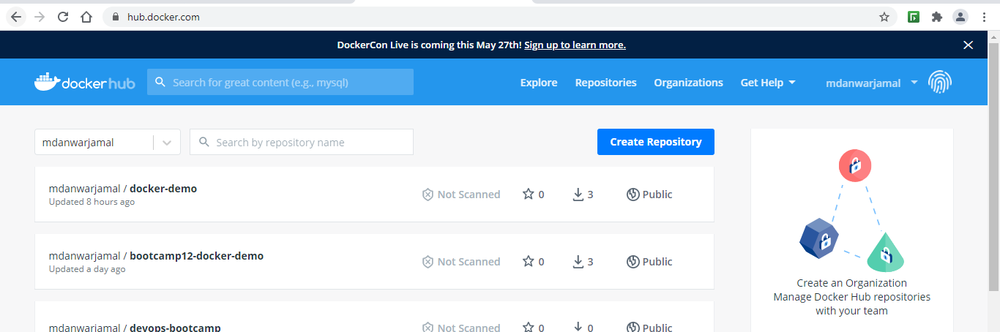 hub.docker.com
DockerCon Live is coming this May 27th! Sign up to learn more.
docker hub
Search for great content (e.g., mysql)
Explore
Repositories
Organizations
Get Help
mdanwarjamal
mdanwarjamal
Search by repository name
Create Repository
mdanwarjamal / docker-demo
Updated 8 hours ago
Not Scanned
0
3
Public
mdanwarjamal / bootcamp12-docker-demo
Updated a day ago
Not Scanned
0
3
Public
mdanwarjamal / devops-bootcamp
Not Scanned
0
0
Public
Create an Organization
Manage Docker Hub repositories
with your team